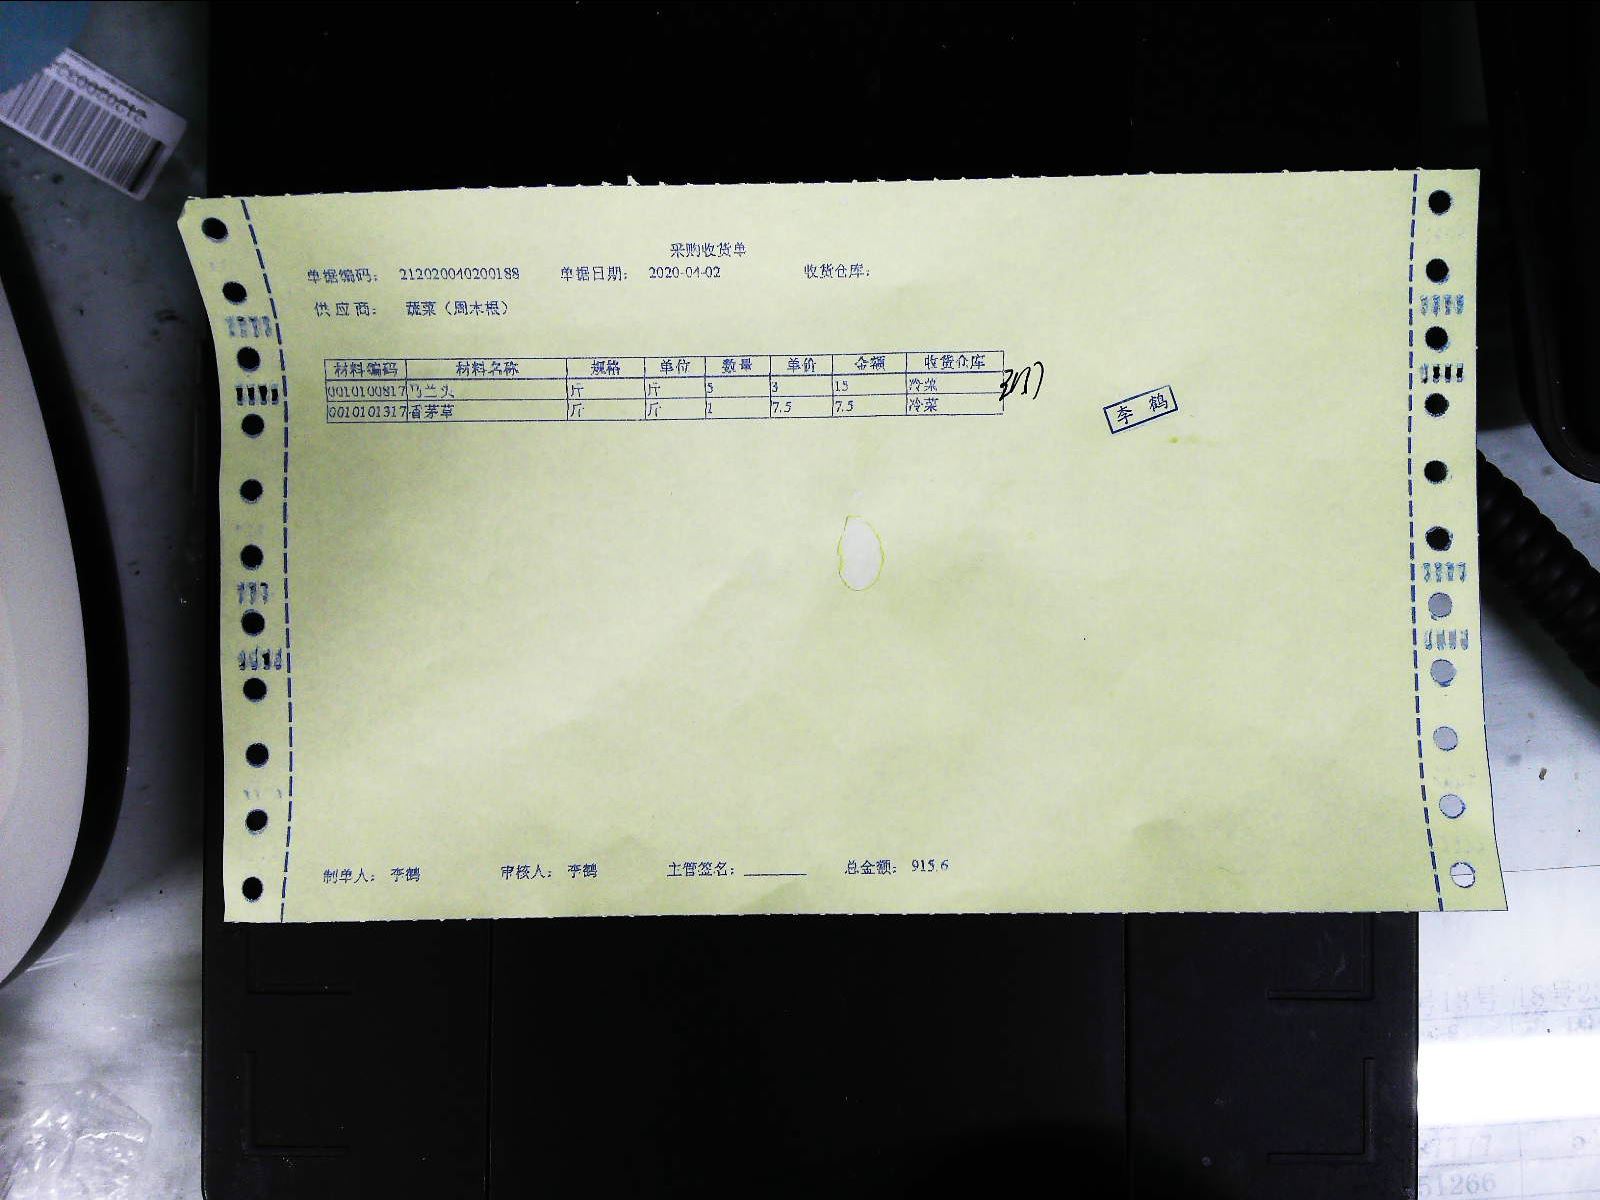 采购收货单
单据编码： 212020040200188 单据日期： 2020-04-02 收货仓库：
供应商： 蔬菜（周木根）
材料编码 材料名称 规格 单位 数量 单价 金额 收货仓库
0010100817 马兰头 斤 斤 5 3 15 冷菜
0010101317 香茅草 斤 斤 1 7.5 7.5 冷菜
李鹤
制单人： 李鹤 审核人： 李鹤 主管签名：________ 总金额： 915.6
51266